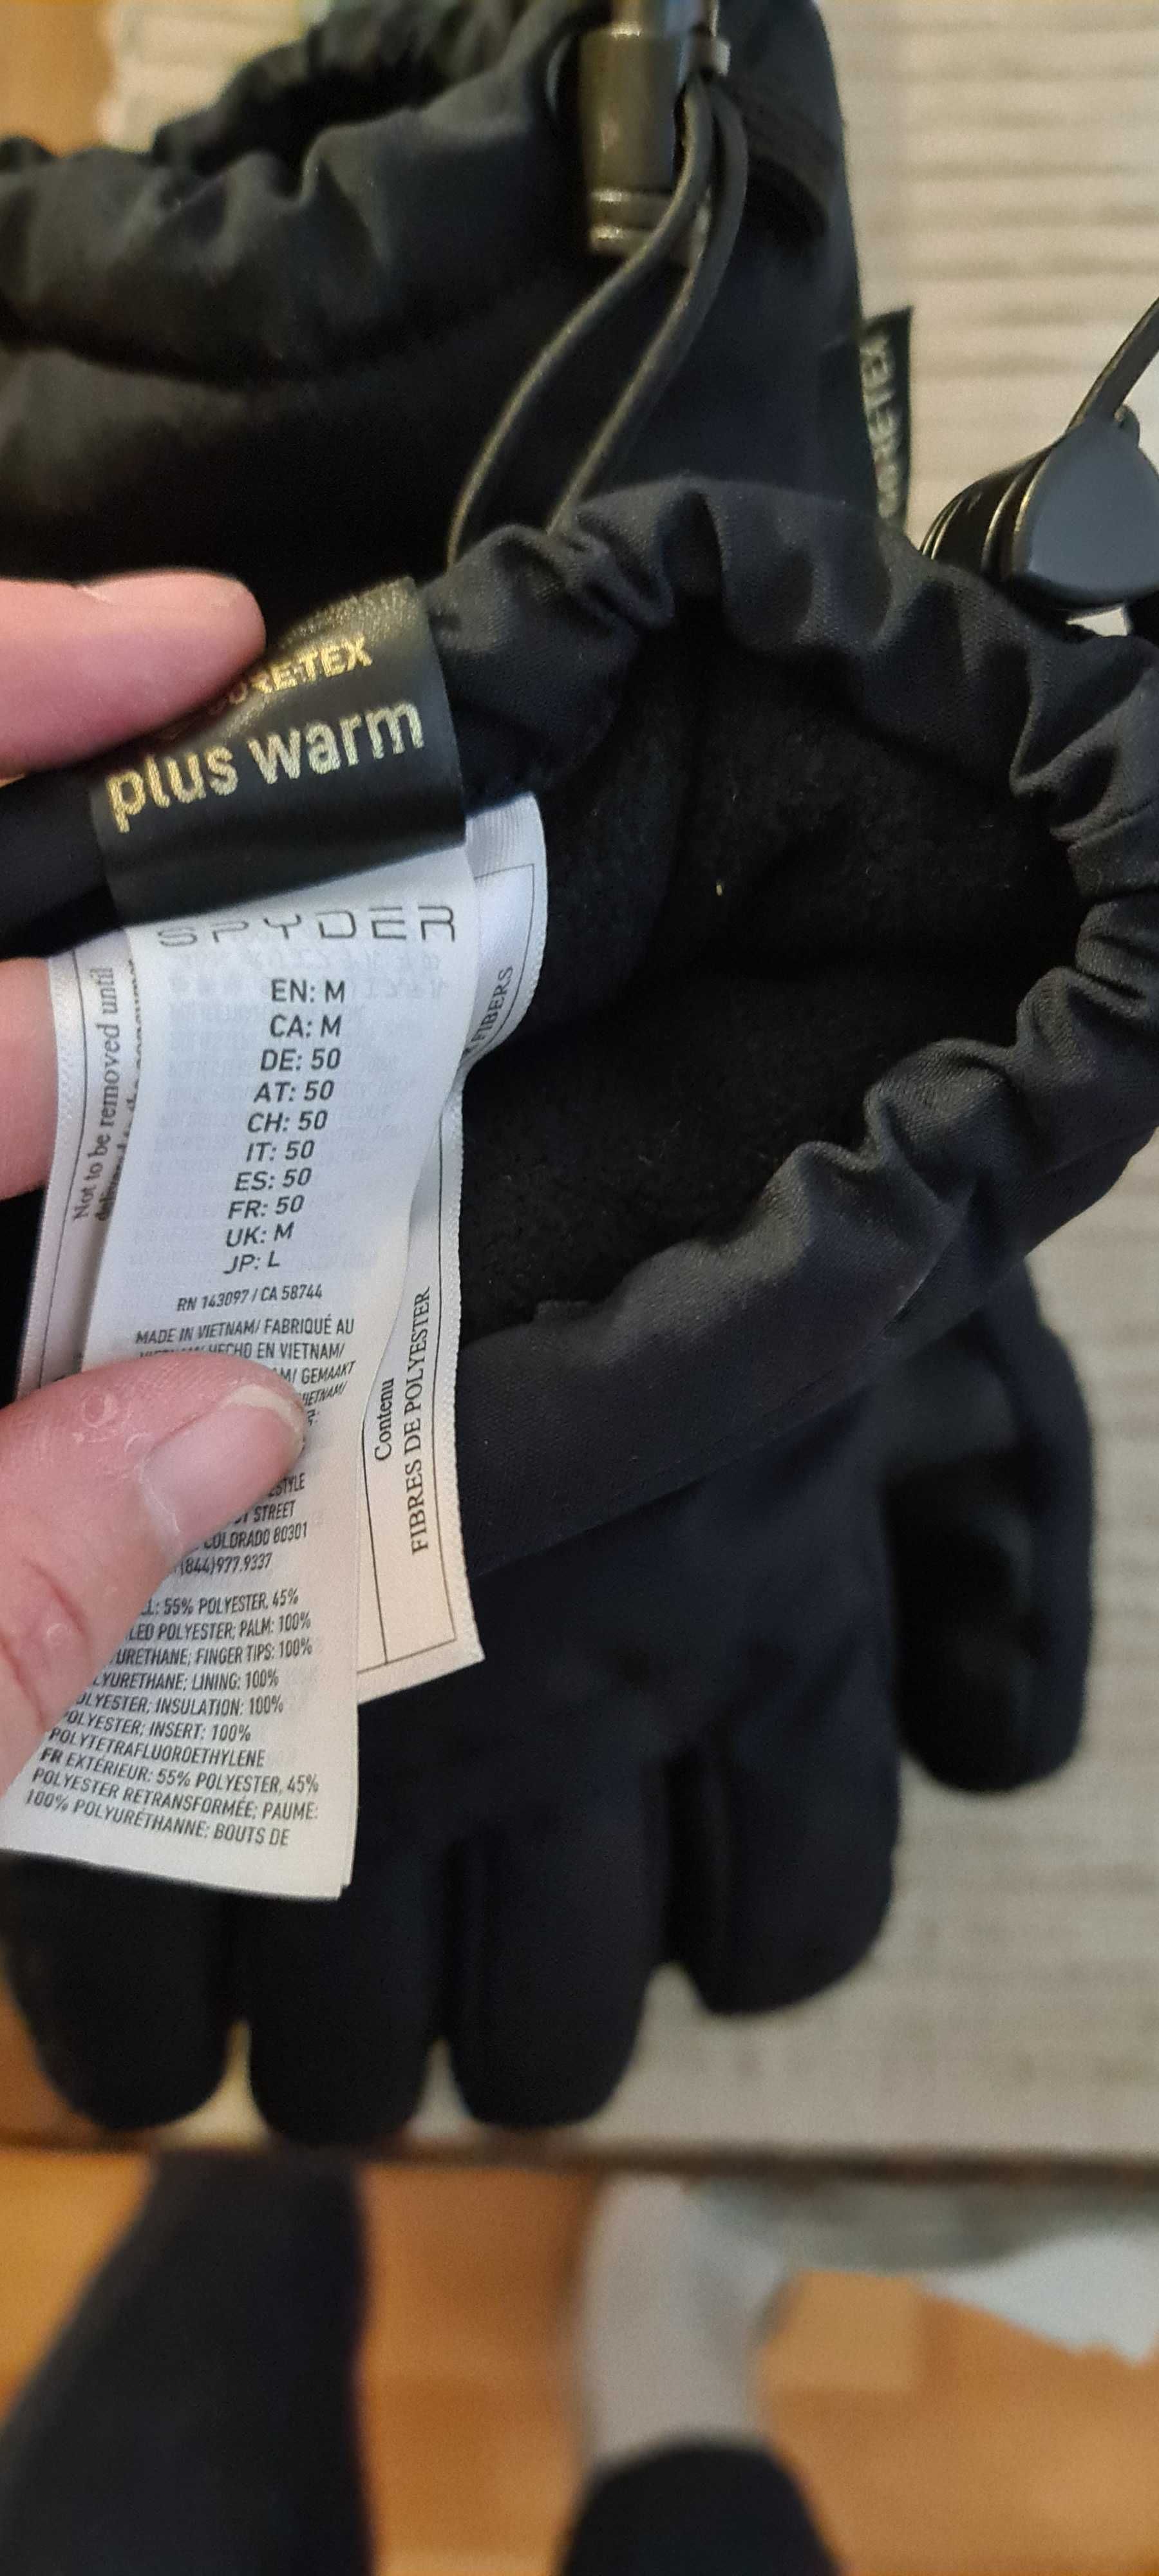 GORE-TEX
GORE-TEX
plus warm
SPYDER
EN: M
CA: M
DE: 50
AT: 50
CH: 50
IT: 50
ES: 50
FR: 50
UK: M
JP: L
RN 143097 / CA 58744
MADE IN VIETNAM/ FABRIQUÉ AU
VIETNAM/ HECHO EN VIETNAM/
GEMAAKT
VIETNAM/
STREET
COLORADO 80301
(844)977.9337
55% POLYESTER, 45%
POLYESTER; PALM: 100%
FINGER TIPS: 100%
LINING: 100%
POLYESTER; INSULATION: 100%
POLYESTER; INSERT: 100%
POLYTETRAFLUOROETHYLENE
FR EXTÉRIEUR: 55% POLYESTER, 45%
POLYESTER RETRANSFORMÉE; PAUME:
100% POLYURÉTHANNE; BOUTS DE
Not to be removed until
FIBERS
Contenu
FIBRES DE POLYESTER